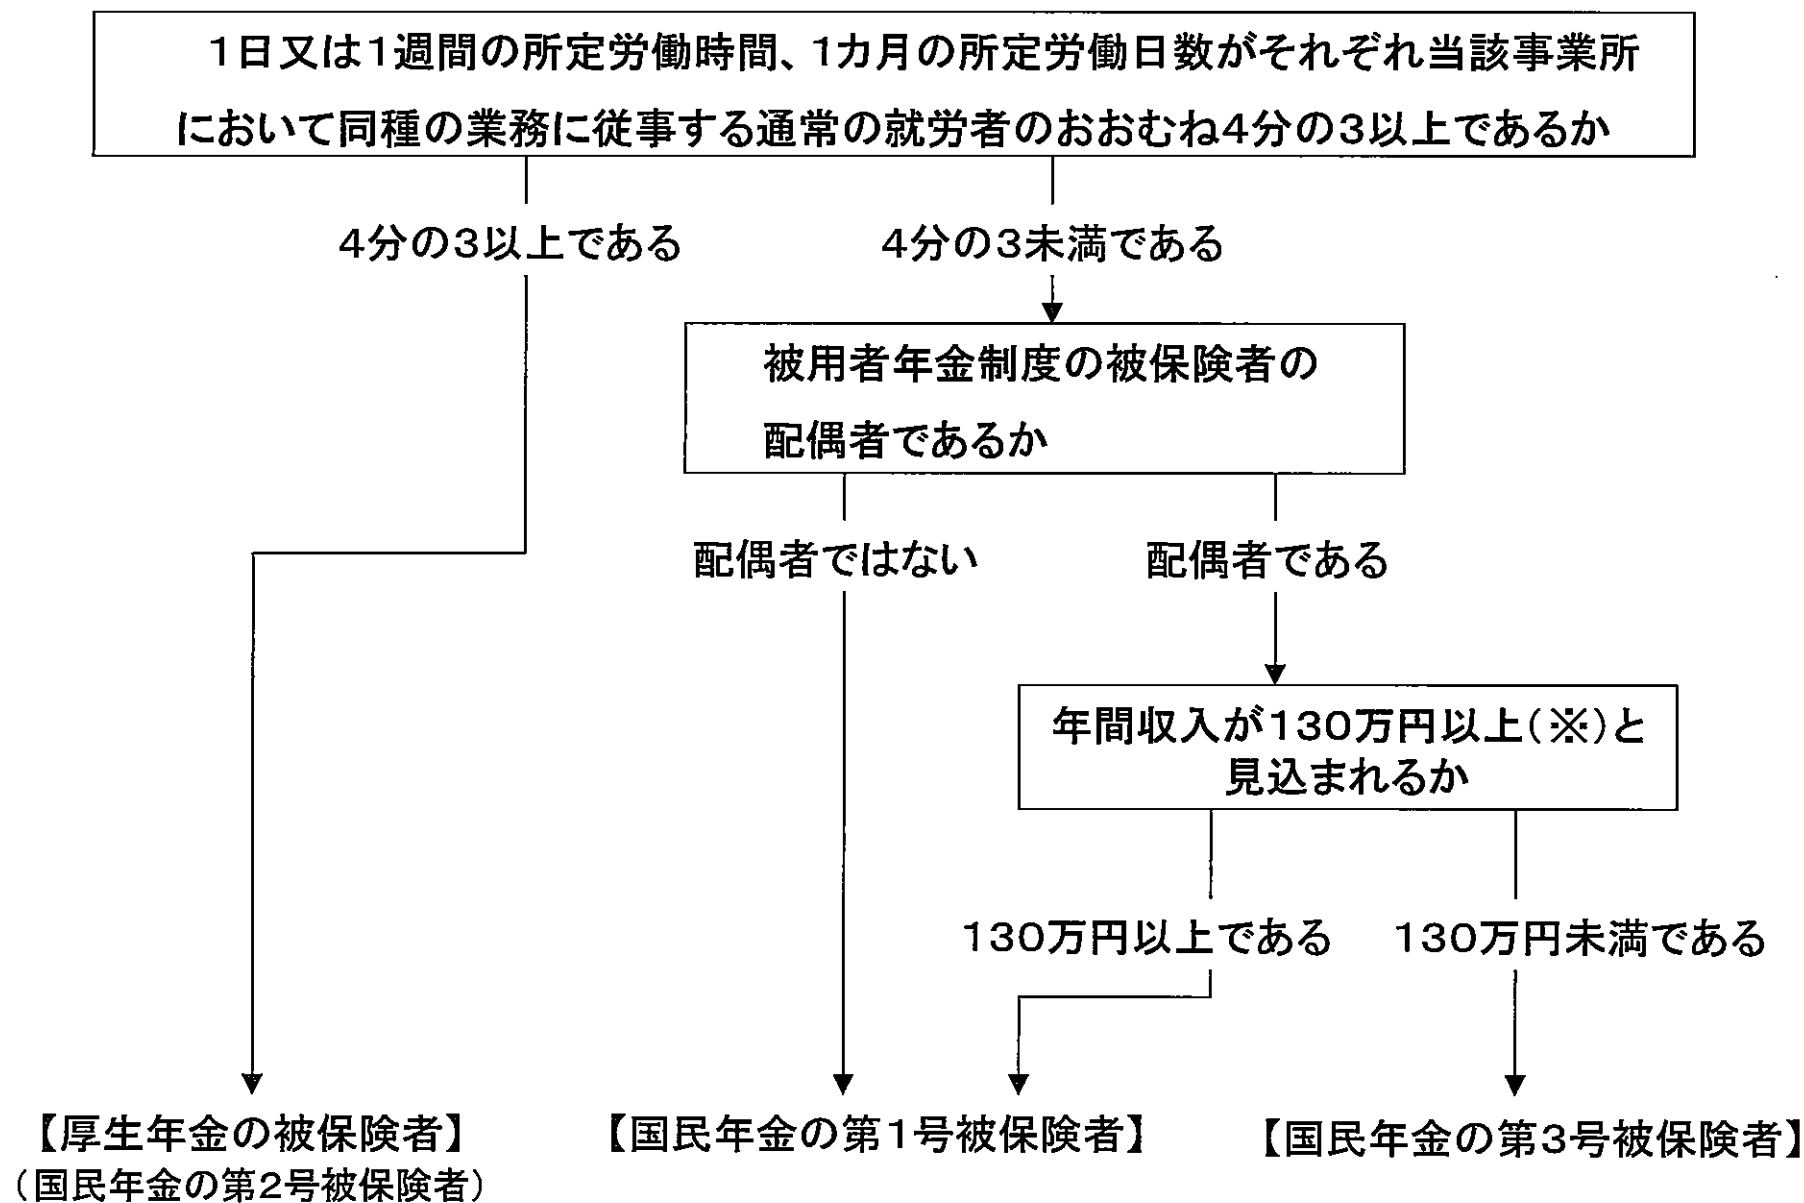 1日又は1週間の所定労働時間、1カ月の所定労働日数がそれぞれ当該事業所
において同種の業務に従事する通常の就労者のおおむね4分の3以上であるか
4分の3以上である
4分の3未満である
被用者年金制度の被保険者の
配偶者であるか
配偶者ではない
配偶者である
年間収入が130万円以上(※)と
見込まれるか
130万円以上である
130万円未満である
【厚生年金の被保険者】
(国民年金の第2号被保険者)
【国民年金の第1号被保険者】
【国民年金の第3号被保険者】